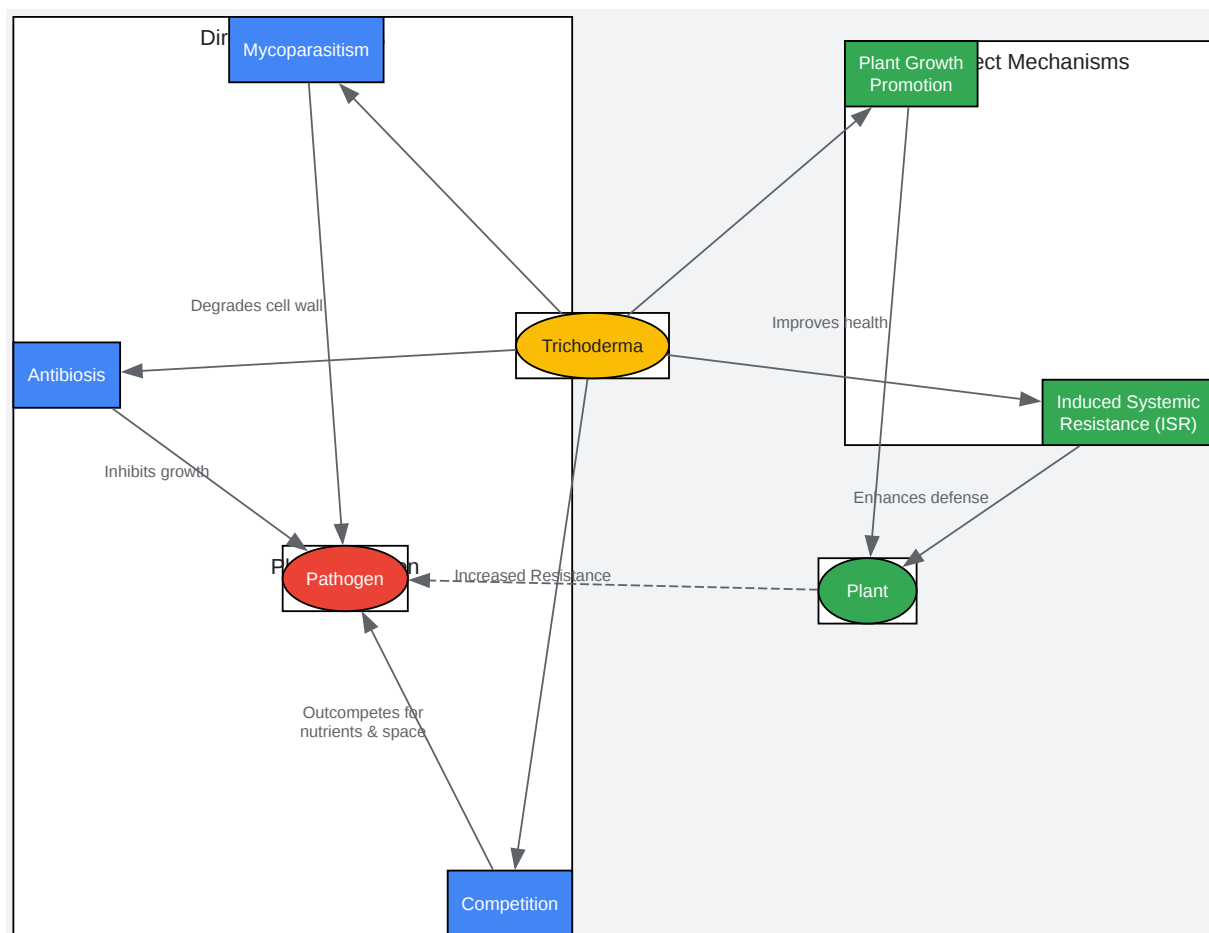 Mycoparasitism
Plant Growth
Promotion
Mechanisms
Degrades cell wall
Improves health
Trichoderma
Antibiosis
Induced Systemic
Resistance (ISR)
Inhibits growth
Enhances defense
Pathogen
Increased Resistance
Plant
Outcompetes for
nutrients & space
Competition